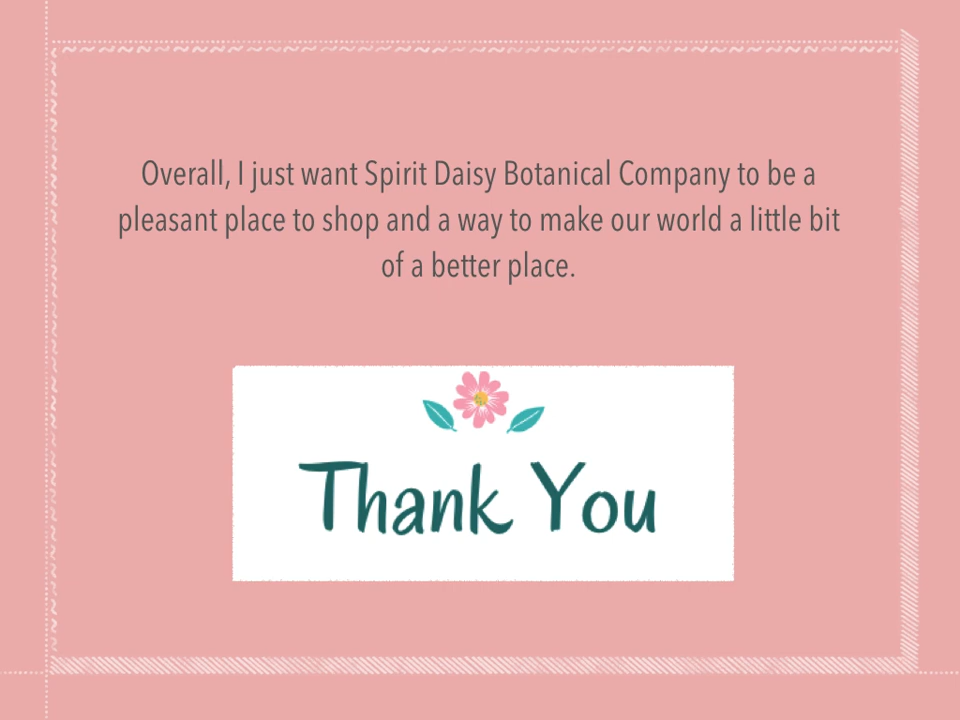 Overall, I just want Spirit Daisy Botanical Company to be a
pleasant place to shop and a way to make our world a little bit
of a better place.
Thank You